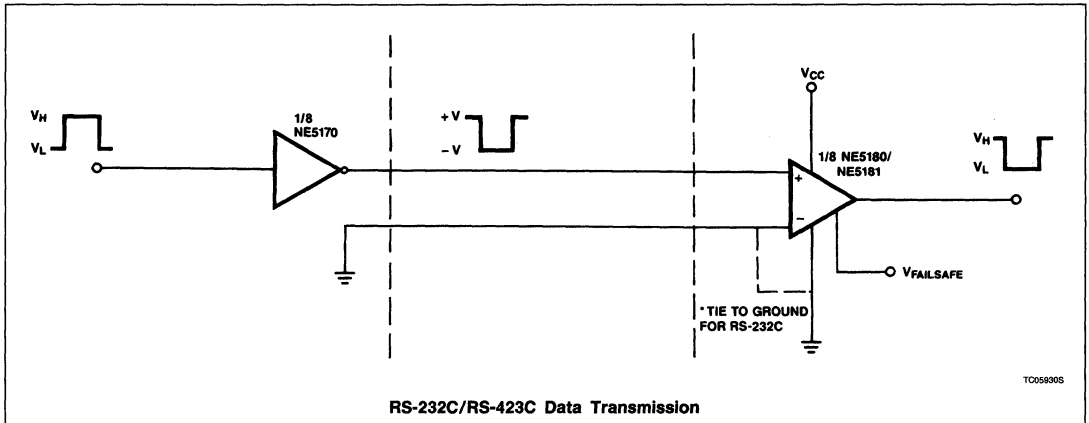 VH
VL
1/8
NE5170
+ V
– V
VCC
1/8 NE5180/
NE5181
VH
VL
VFAILSAFE
* TIE TO GROUND
FOR RS-232C
TC05930S
RS-232C/RS-423C Data Transmission